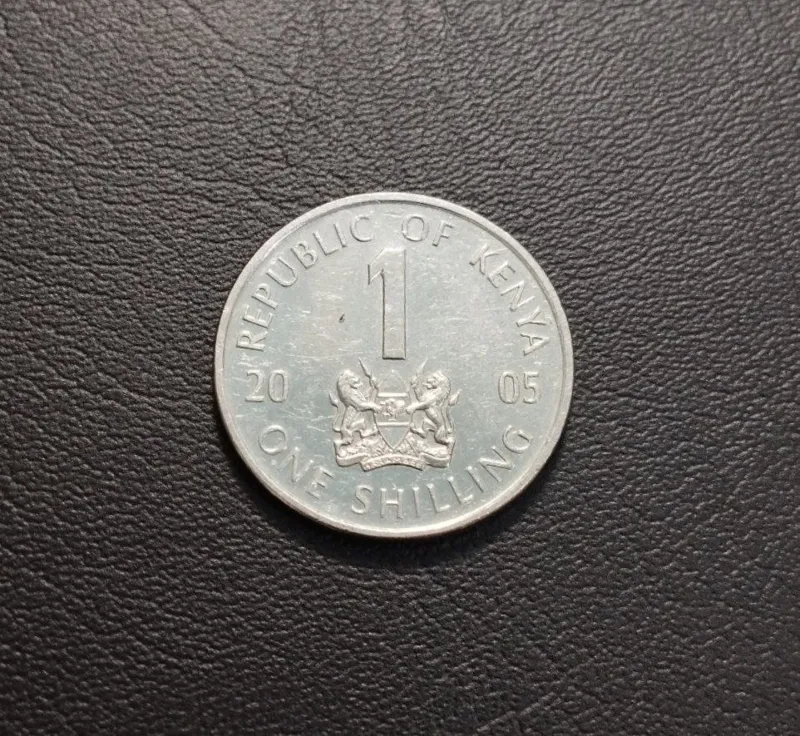 REPUBLIC OF KENYA
1
20 05
ONE SHILLING